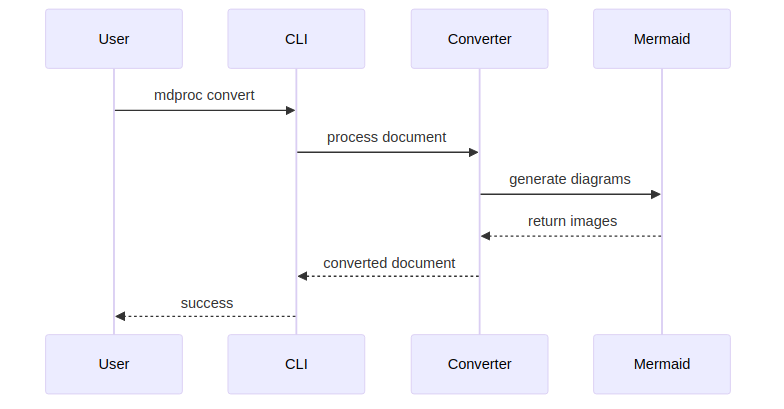 User CLI Converter Mermaid
mdproc convert
process document
generate diagrams
return images
converted document
success
User CLI Converter Mermaid